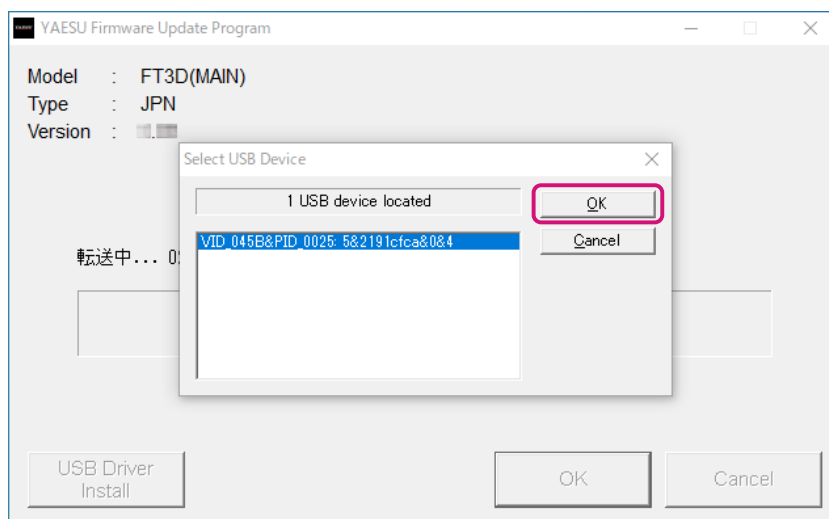 YAESU Firmware Update Program
Model : FT3D(MAIN)
Type : JPN
Version :
Select USB Device
1 USB device located
OK
VID_045B&PID_0025: 5&2191cfca&0&4
Cancel
転送中...
USB Driver
Install
OK
Cancel